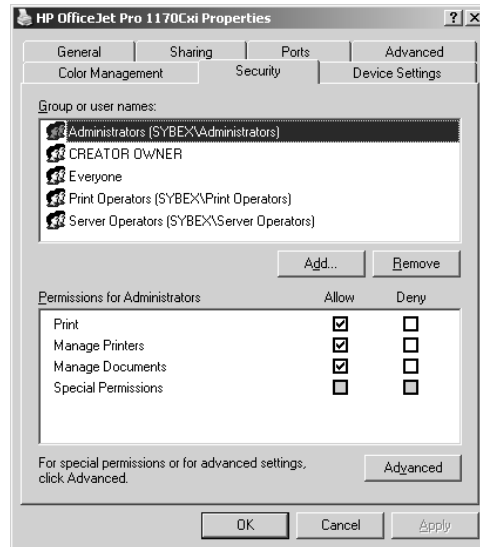 HP OfficeJet Pro 1170Cxi Properties
General Sharing Ports Advanced
Color Management Security Device Settings
Group or user names:
Administrators (SYBEX\Administrators)
CREATOR OWNER
Everyone
Print Operators (SYBEX\Print Operators)
Server Operators (SYBEX\Server Operators)
Add... Remove
Permissions for Administrators Allow Deny
Print
Manage Printers
Manage Documents
Special Permissions
For special permissions or for advanced settings,
click Advanced.
Advanced
OK Cancel Apply